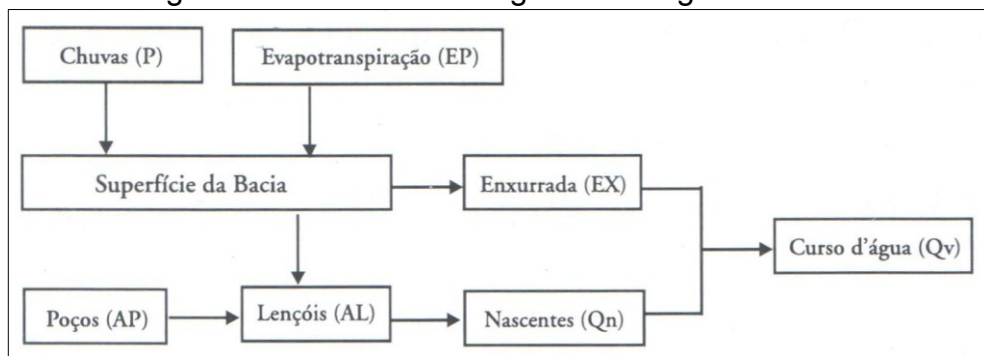 Chuvas (P)
Evapotranspiração (EP)
Superfície da Bacia
Enxurrada (EX)
Curso d'água (Qv)
Poços (AP)
Lençóis (AL)
Nascentes (Qn)